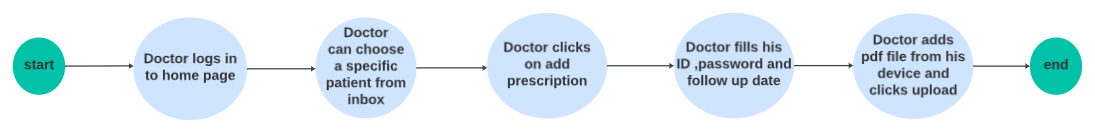 start
Doctor logs in
to home page
Doctor
can choose
a specific
patient from
inbox
Doctor clicks
on add
prescription
Doctor fills his
ID ,password and
follow up date
Doctor adds
pdf file from his
device and
clicks upload
end